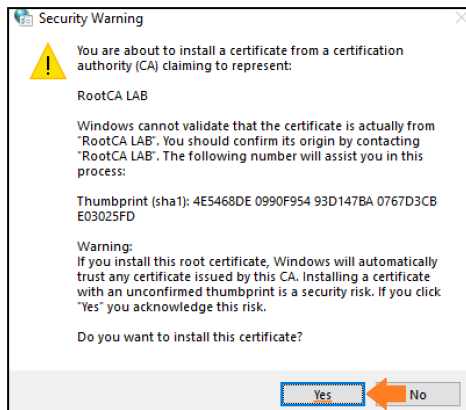 Security Warning
You are about to install a certificate from a certification
authority (CA) claiming to represent:
RootCA LAB
Windows cannot validate that the certificate is actually from
"RootCA LAB". You should confirm its origin by contacting
"RootCA LAB". The following number will assist you in this
process:
Thumbprint (sha1): 4E5468DE 0990F954 93D147BA 0767D3CB
E03025FD
Warning:
If you install this root certificate, Windows will automatically
trust any certificate issued by this CA. Installing a certificate
with an unconfirmed thumbprint is a security risk. If you click
"Yes" you acknowledge this risk.
Do you want to install this certificate?
Yes
No